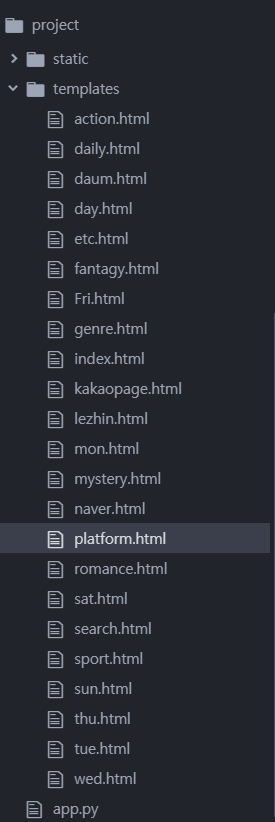 project
static
templates
action.html
daily.html
daum.html
day.html
etc.html
fantagy.html
Fri.html
genre.html
index.html
kakaopage.html
lezhin.html
mon.html
mystery.html
naver.html
platform.html
romance.html
sat.html
search.html
sport.html
sun.html
thu.html
tue.html
wed.html
app.py